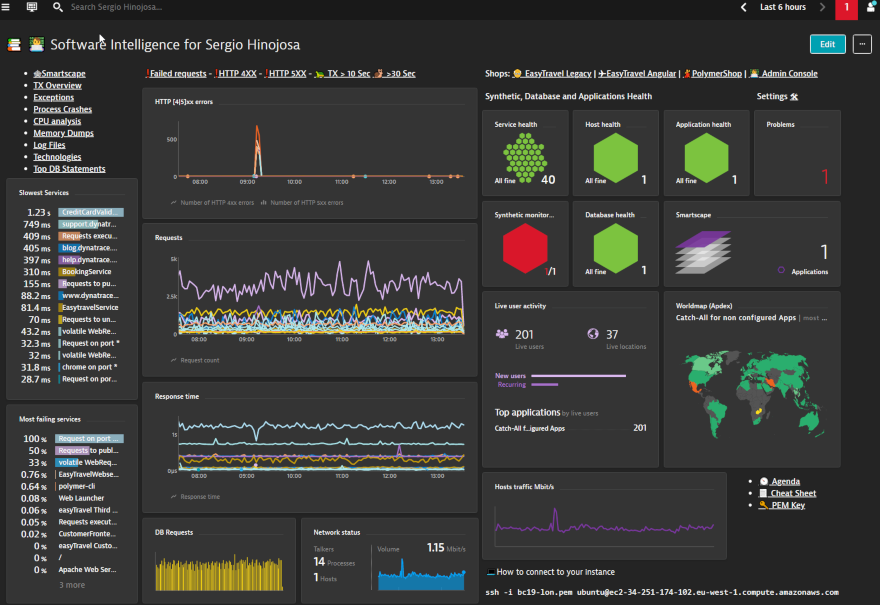 Search Sergio Hinojosa...
Last 6 hours
1
Software Intelligence for Sergio Hinojosa
Edit
...
Smartscape
TX Overview
Exceptions
Process Crashes
CPU analysis
Memory Dumps
Log Files
Technologies
Top DB Statements
Slowest Services
1.23 s CreditCardValid...
749 ms support.dynatr...
409 ms Requests execu...
405 ms blog.dynatrace...
397 ms help.dynatrace...
310 ms BookingService
155 ms Requests to pu...
88.2 ms www.dynatrace...
81.4 ms EasytravelService
70 ms Requests to un...
43.2 ms volatile WebRe...
32.3 ms Request on port *
32 ms volatile WebRe...
31.8 ms chrome on port *
28.7 ms Request on por...
Most failing services
100 % Request on port ...
50 % Requests to publ...
33 % volatile WebReq...
0.76 % EasyTravelWebse...
0.64 % polymer-cli
0.08 % Web Launcher
0.06 % easyTravel Third ...
0.05 % Requests execut...
0.02 % CustomerFronte...
0 % easyTravel Custo...
0 % /
0 % Apache Web Ser...
3 more
Failed requests - HTTP 4XX - HTTP 5XX - TX > 10 Sec >30 Sec
HTTP [4|5]xx errors
500
0
08:00 09:00 10:00 11:00 12:00 13:00
Number of HTTP 4xx errors Number of HTTP 5xx errors
Requests
5k
2.5k
0
08:00 09:00 10:00 11:00 12:00 13:00
Request count
Response time
1s
0µs
08:00 09:00 10:00 11:00 12:00 13:00
Response time
DB Requests
Network status
Talkers
14 Processes
1 Hosts
Volume 1.15 Mbit/s
Shops: EasyTravel Legacy | EasyTravel Angular | PolymerShop | Admin Console
Synthetic, Database and Applications Health
Settings
Service health
All fine 40
Host health
All fine 1
Application health
All fine 1
Problems
1
Synthetic monitor...
1/1
Database health
All fine 1
Smartscape
1
Applications
Live user activity
201
Live users
37
Live locations
New users
Recurring
Top applications by live users
Catch-All f...igured Apps 201
Worldmap (Apdex)
Catch-All for non configured Apps | most ...
Hosts traffic Mbit/s
Agenda
Cheat Sheet
PEM Key
How to connect to your Instance
ssh -i bc19-lon.pem ubuntu@ec2-34-251-174-102.eu-west-1.compute.amazonaws.com